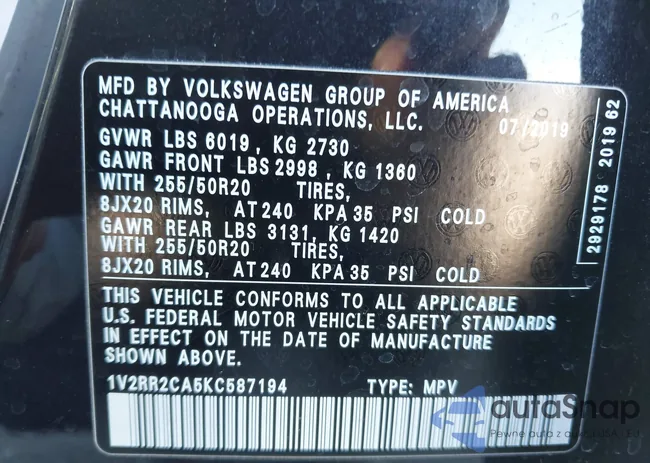 MFD BY VOLKSWAGEN GROUP OF AMERICA
CHATTANOOGA OPERATIONS, LLC.
07/2019
GVWR LBS 6019, KG 2730
GAWR FRONT LBS 2998, KG 1360
WITH 255/50R20 TIRES,
8JX20 RIMS, AT 240 KPA 35 PSI COLD
GAWR REAR LBS 3131, KG 1420
WITH 255/50R20 TIRES,
8JX20 RIMS, AT 240 KPA 35 PSI COLD
THIS VEHICLE CONFORMS TO ALL APPLICABLE
U.S. FEDERAL MOTOR VEHICLE SAFETY STANDARDS
IN EFFECT ON THE DATE OF MANUFACTURE
SHOWN ABOVE.
1V2RR2CA5KC587194 TYPE: MPV
2929178 2019 62
autaSnap
Pewne auta z